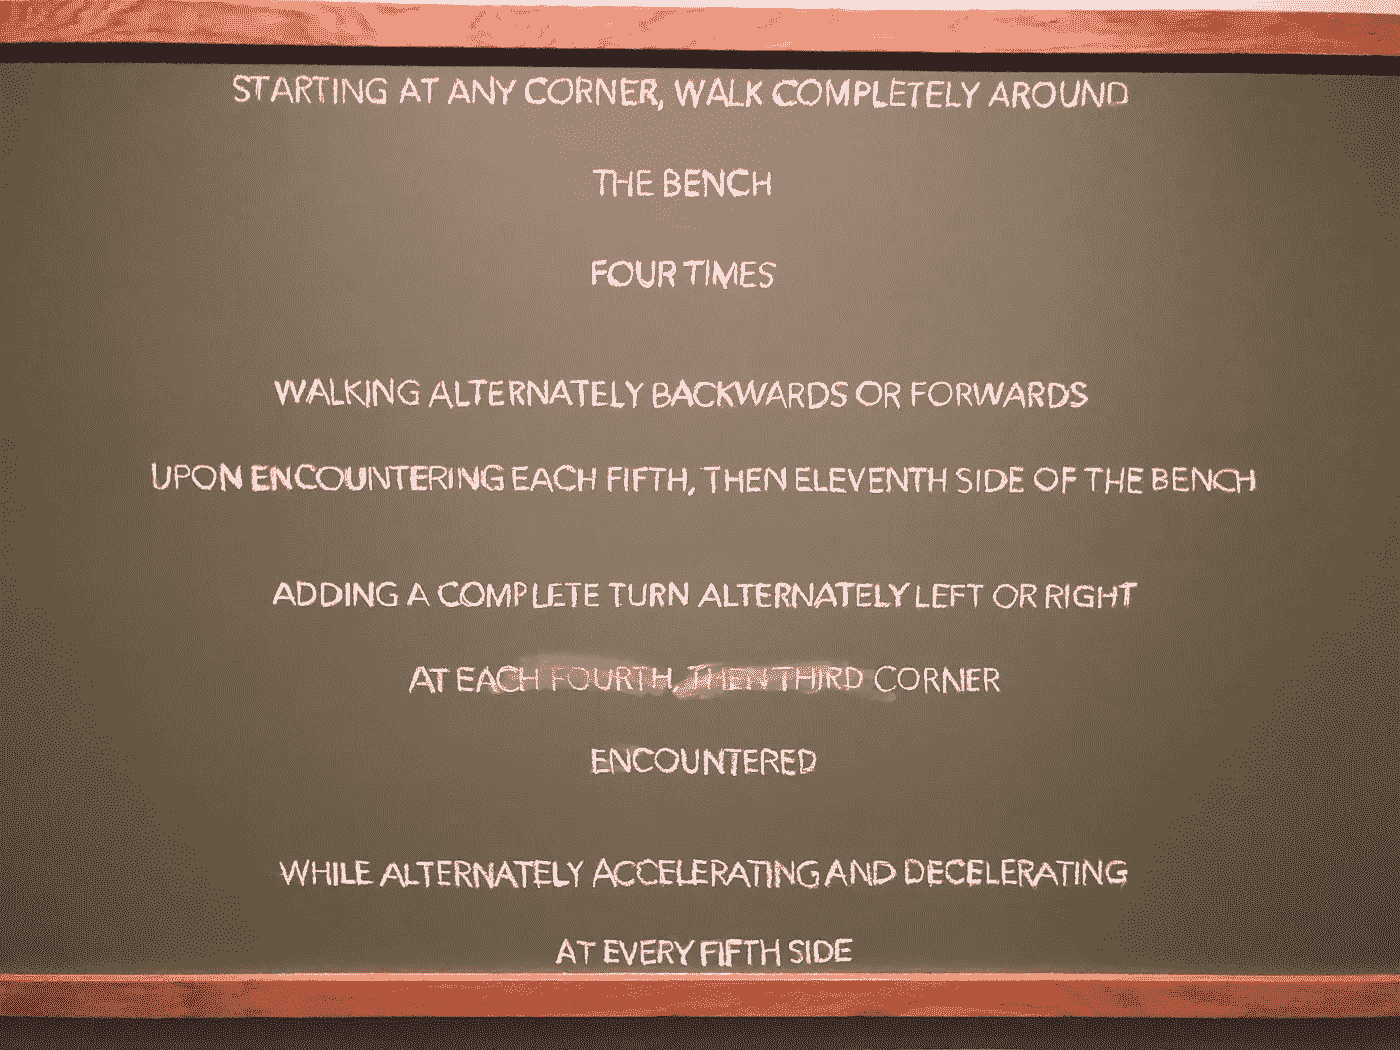 STARTING AT ANY CORNER, WALK COMPLETELY AROUND
THE BENCH
FOUR TIMES
WALKING ALTERNATELY BACKWARDS OR FORWARDS
UPON ENCOUNTERING EACH FIFTH, THEN ELEVENTH SIDE OF THE BENCH
ADDING A COMPLETE TURN ALTERNATELY LEFT OR RIGHT
AT EACH FOURTH, THEN THIRD CORNER
ENCOUNTERED
WHILE ALTERNATELY ACCELERATING AND DECELERATING
AT EVERY FIFTH SIDE